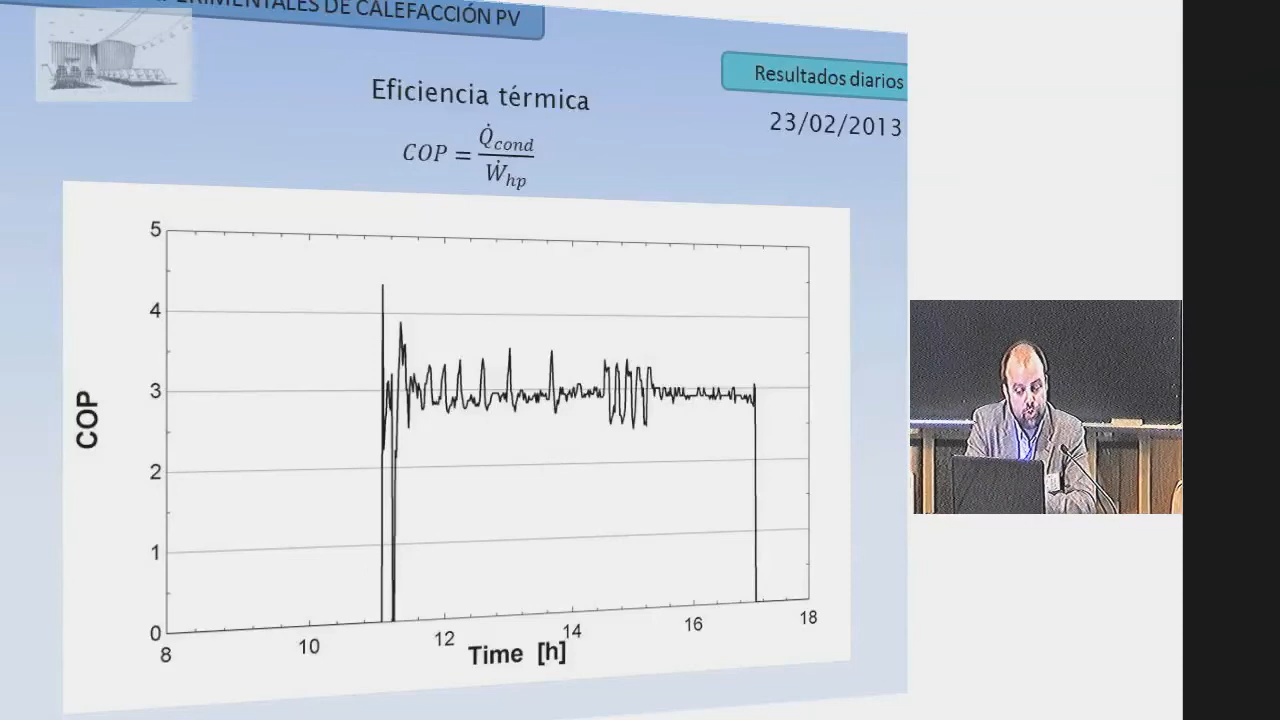 DE CALEFACCIÓN PV
Resultados diarios
Eficiencia térmica
23/02/2013
COP = Q̇cond / Ẇhp
5
4
3
2
1
0
COP
8
10
12
14
16
18
Time [h]